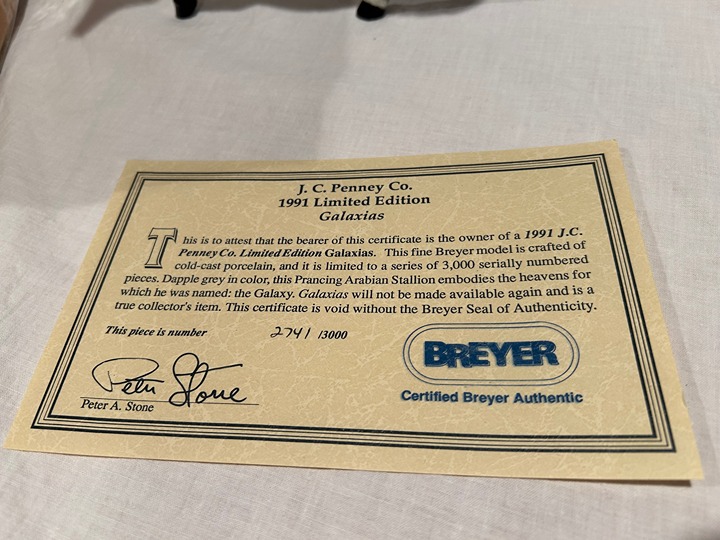 J. C. Penney Co.
1991 Limited Edition
Galaxias
This is to attest that the bearer of this certificate is the owner of a 1991 J.C.
Penney Co. Limited Edition Galaxias. This fine Breyer model is crafted of
cold-cast porcelain, and it is limited to a series of 3,000 serially numbered
pieces. Dapple grey in color, this Prancing Arabian Stallion embodies the heavens for
which he was named: the Galaxy. Galaxias will not be made available again and is a
true collector's item. This certificate is void without the Breyer Seal of Authenticity.
This piece is number 2741 /3000
Peter Stone
Peter A. Stone
BREYER
Certified Breyer Authentic